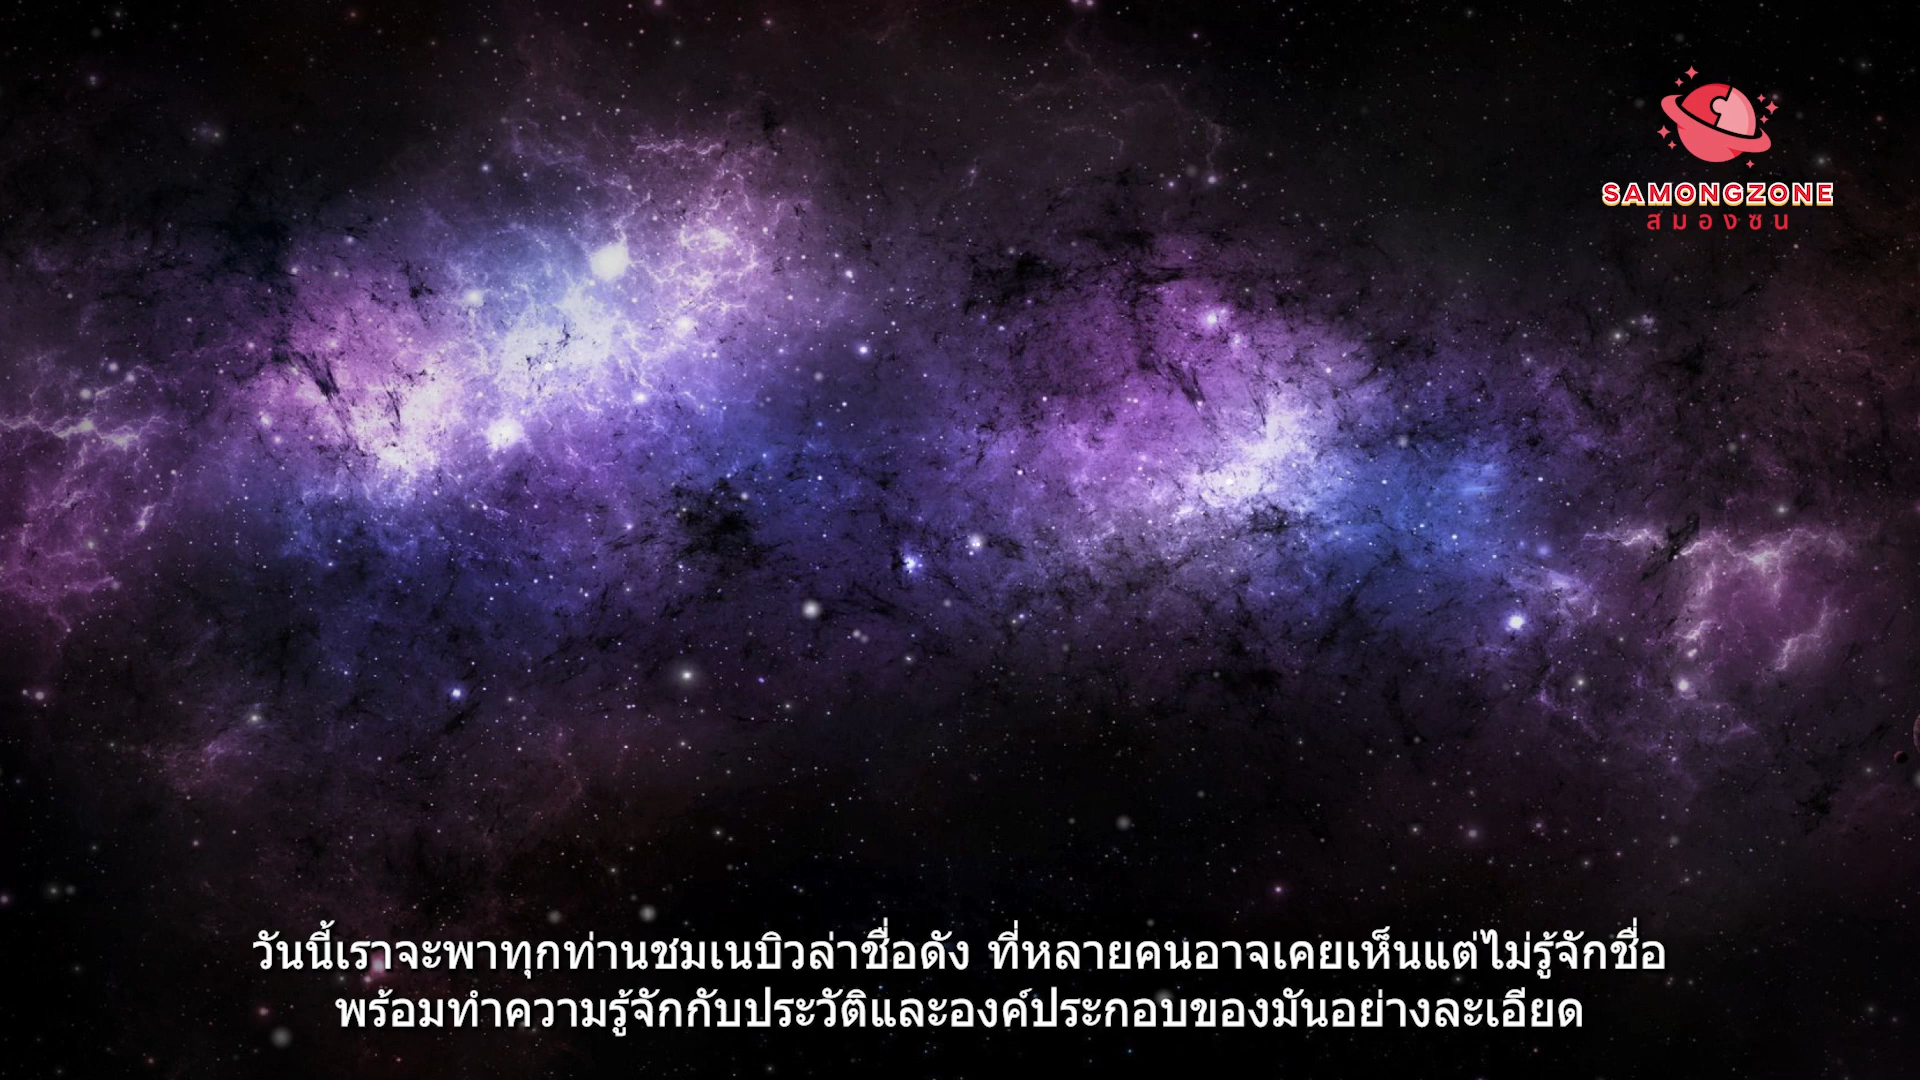 SAMONGZONE
สมองซน
วันนี้เราจะพาทุกท่านชมเนบิวล่าชื่อดัง ที่หลายคนอาจเคยเห็นแต่ไม่รู้จักชื่อ
พร้อมทำความรู้จักกับประวัติและองค์ประกอบของมันอย่างละเอียด